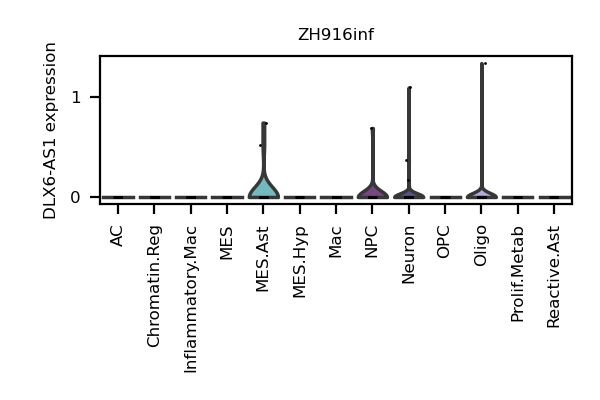 ZH916inf
DLX6-AS1 expression
1
0
AC
Chromatin.Reg
Inflammatory.Mac
MES
MES.Ast
MES.Hyp
Mac
NPC
Neuron
OPC
Oligo
Prolif.Metab
Reactive.Ast